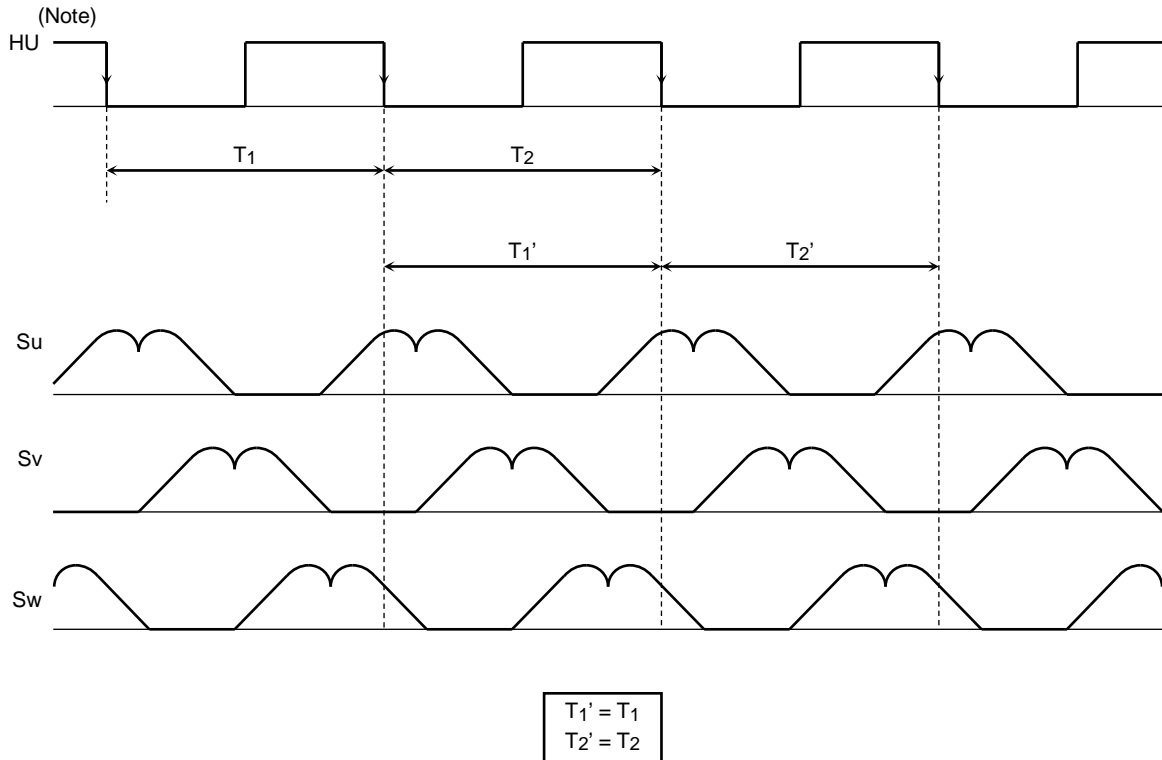 (Note)
HU
T1
T2
T1’
T2’
Su
Sv
Sw
T1’ = T1
T2’ = T2